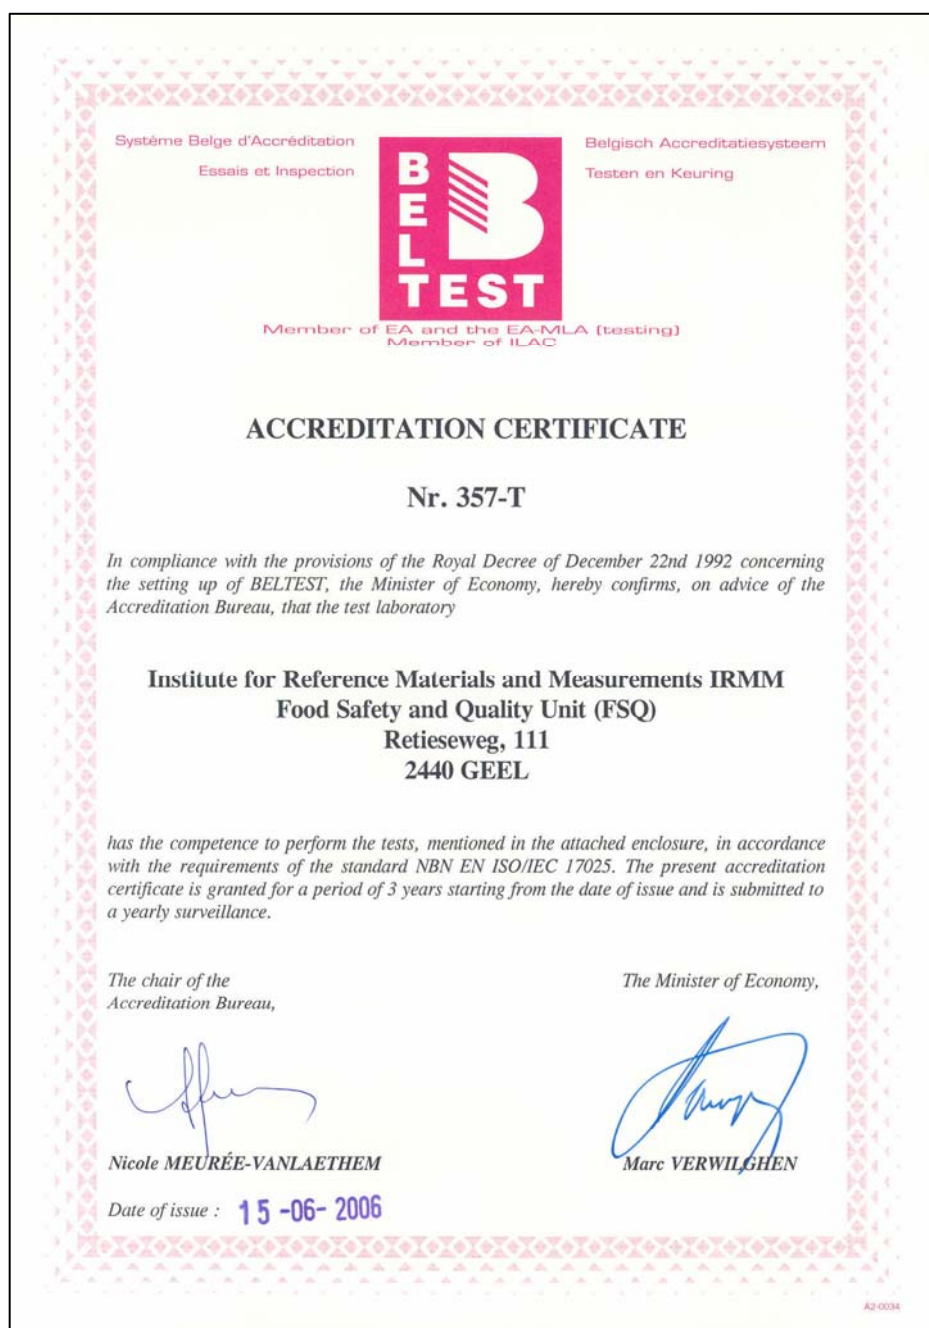 Système Belge d'Accréditation
Essais et Inspection
Belgisch Accreditatiesysteem
Testen en Keuring
BELTEST
B
Member of EA and the EA-MLA (testing)
Member of ILAC
ACCREDITATION CERTIFICATE
Nr. 357-T
In compliance with the provisions of the Royal Decree of December 22nd 1992 concerning
the setting up of BELTEST, the Minister of Economy, hereby confirms, on advice of the
Accreditation Bureau, that the test laboratory
Institute for Reference Materials and Measurements IRMM
Food Safety and Quality Unit (FSQ)
Retieseweg, 111
2440 GEEL
has the competence to perform the tests, mentioned in the attached enclosure, in accordance
with the requirements of the standard NBN EN ISO/IEC 17025. The present accreditation
certificate is granted for a period of 3 years starting from the date of issue and is submitted to
a yearly surveillance.
The chair of the
Accreditation Bureau,
The Minister of Economy,
Nicole MEURÉE-VANLAETHEM
Marc VERWILGHEN
Date of issue : 15 -06- 2006
A2-0034